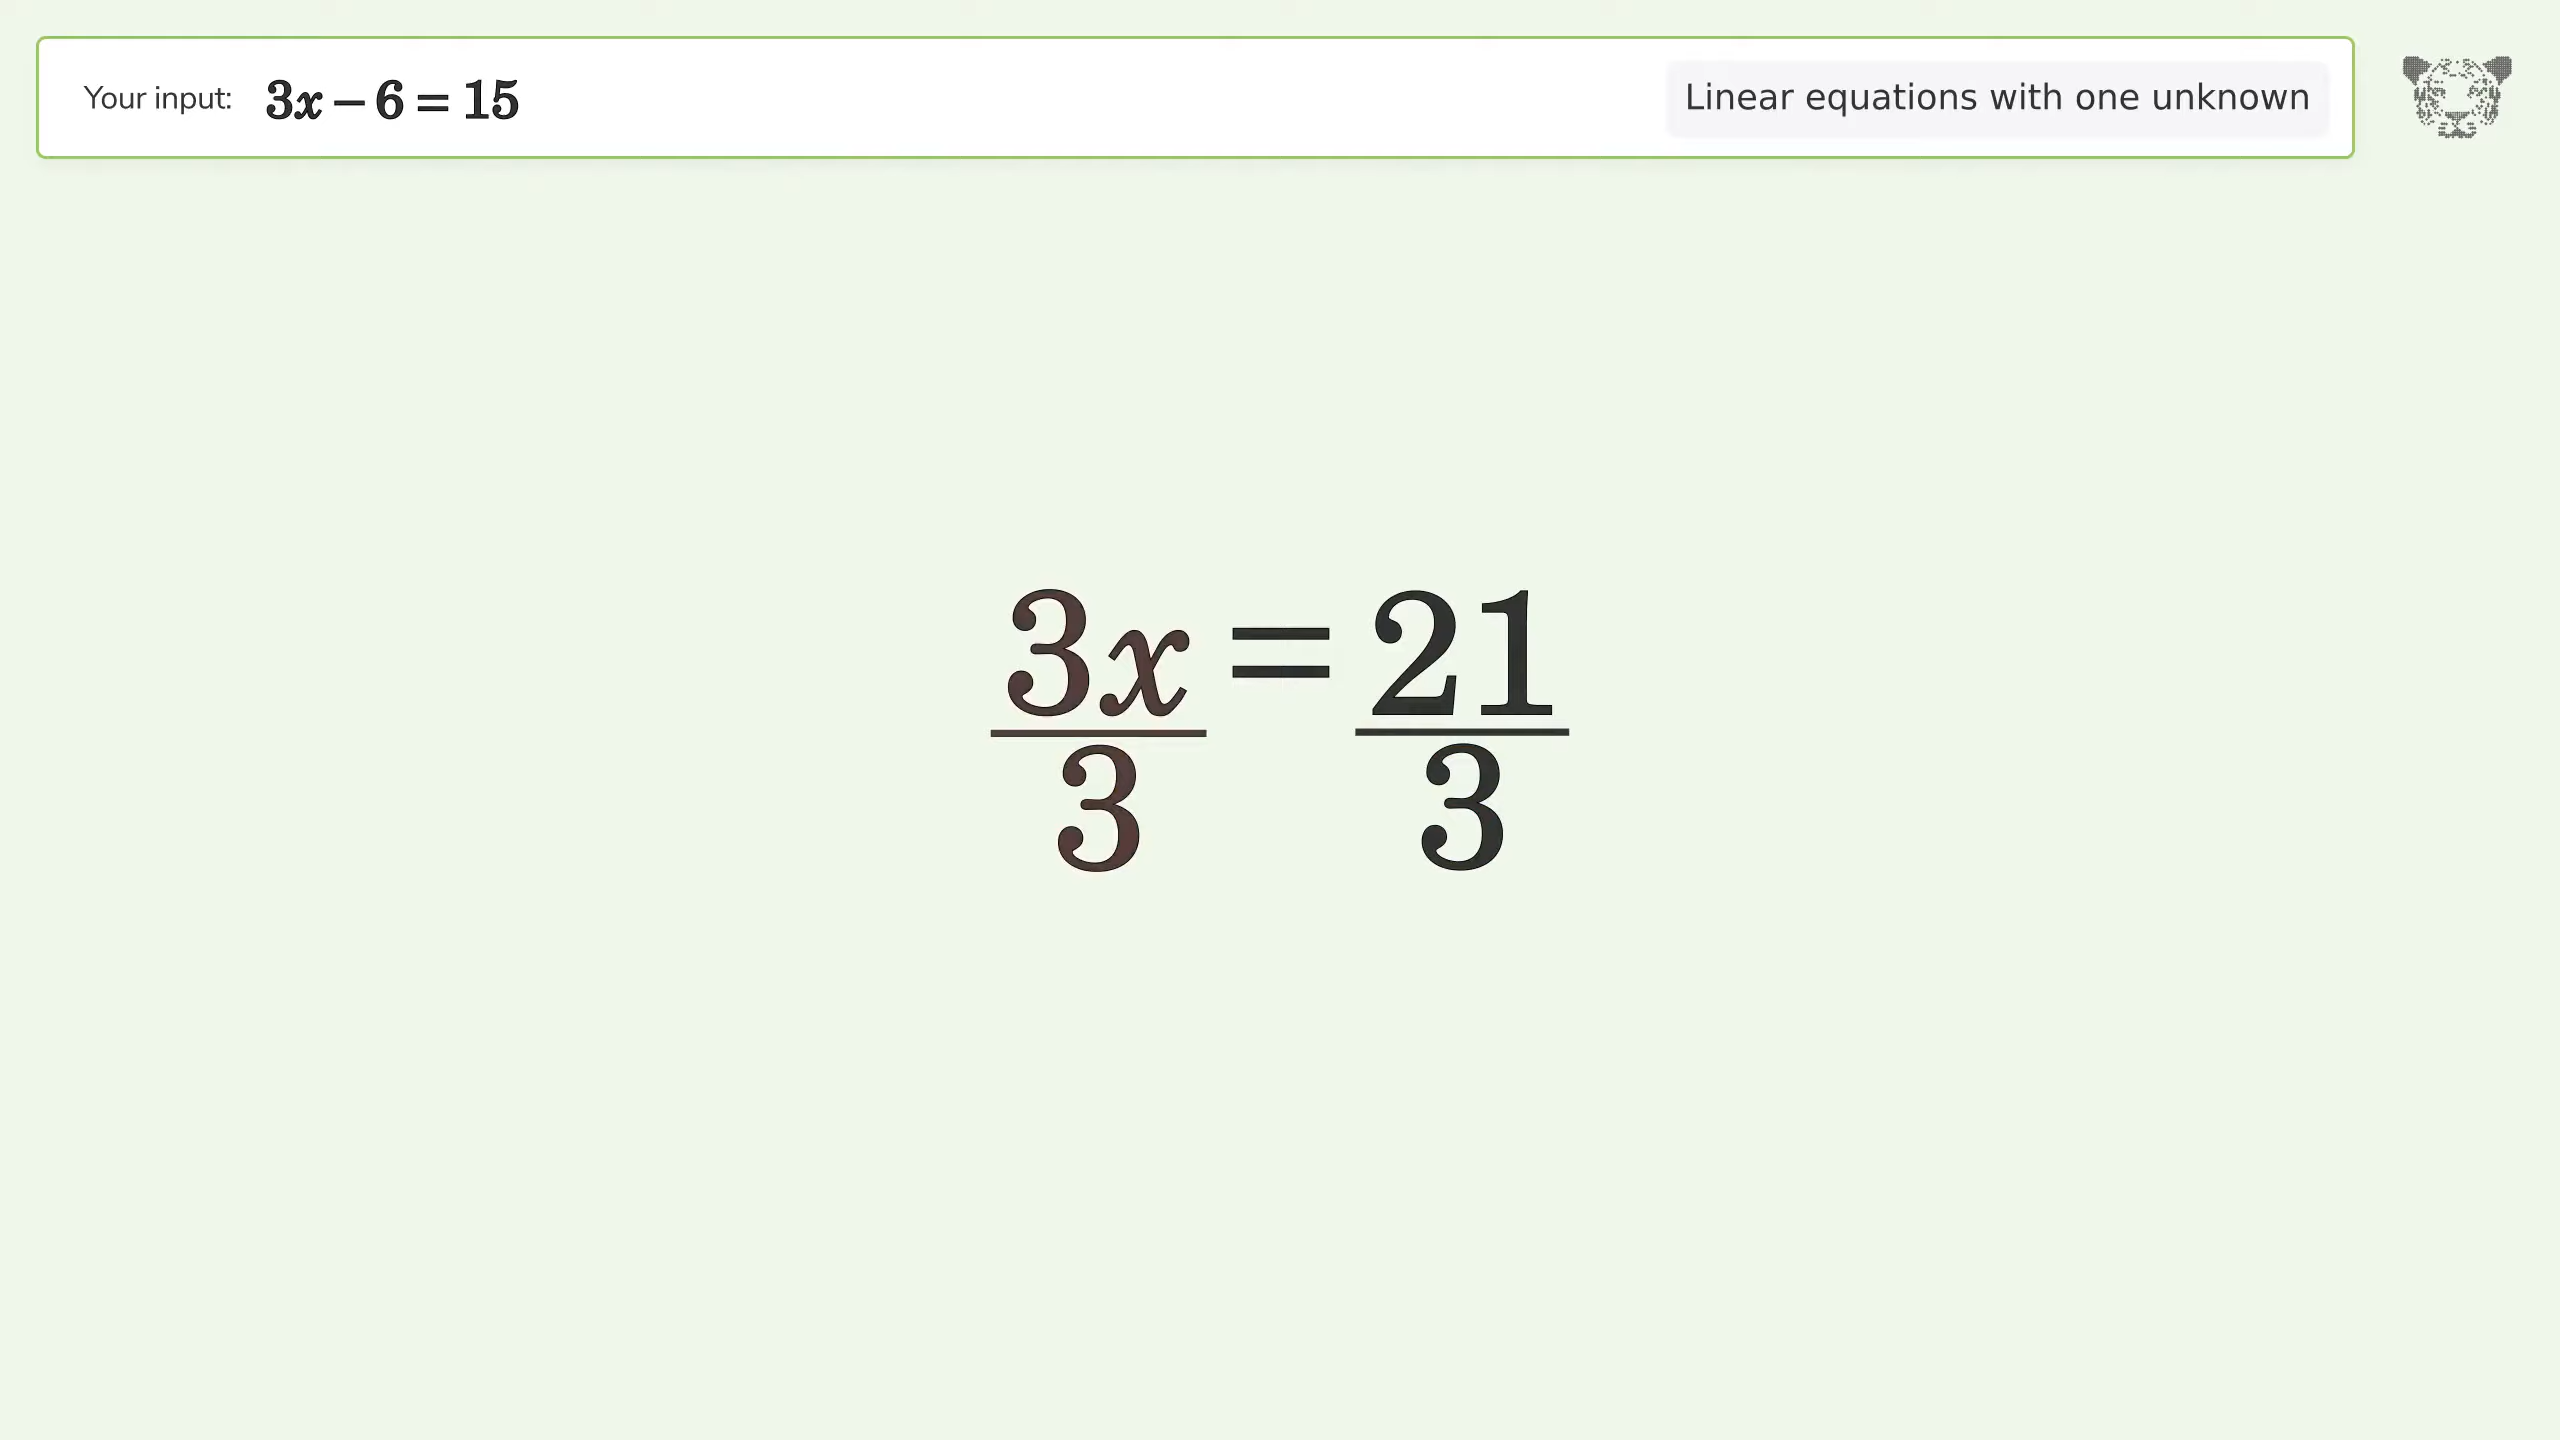 Your input: 3x − 6 = 15
Linear equations with one unknown
3x/3 = 21/3